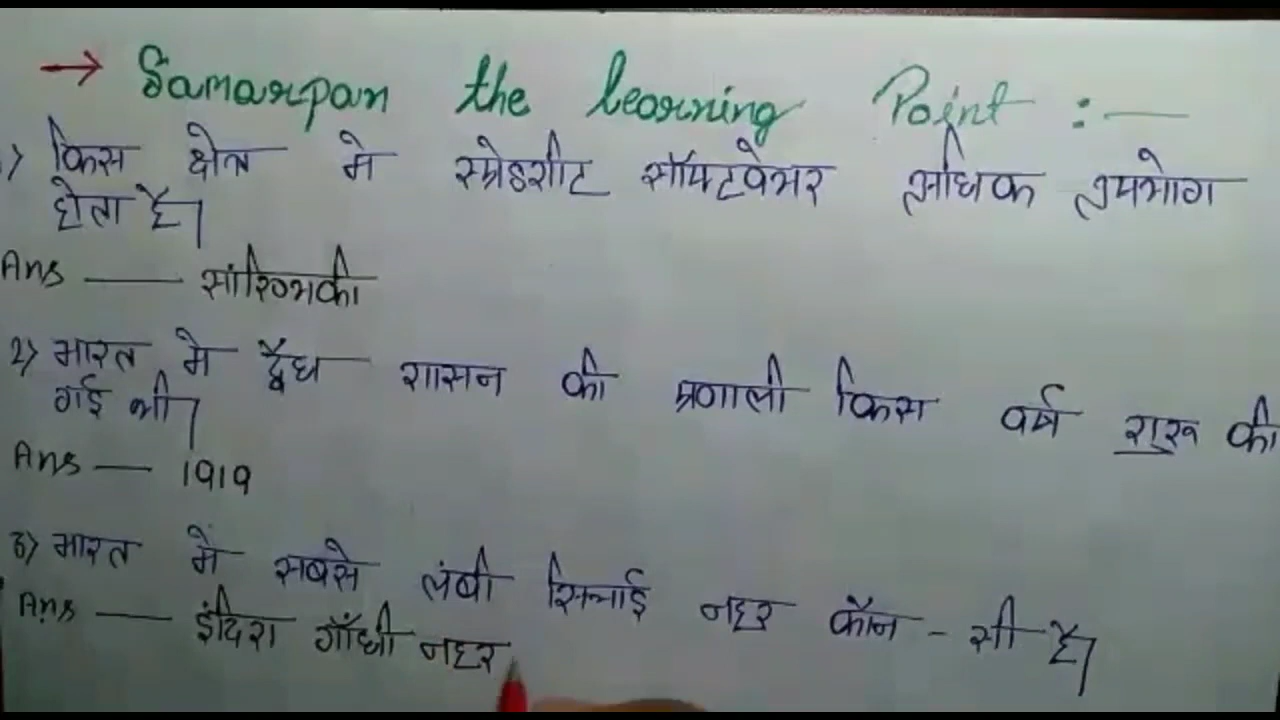 → Samarpan the learning Point :—
1) किस क्षेत्र मे स्प्रेडशीट सॉफ्टवेयर अधिक उपयोग
होता है।
Ans — सांख्यिकी
2) भारत मे द्वैध शासन की प्रणाली किस वर्ष शुरू की
गई थी।
Ans — 1919
3) भारत में सबसे लंबी सिचाई नहर कौन - सी है।
Ans — इंदिरा गाँधी नहर